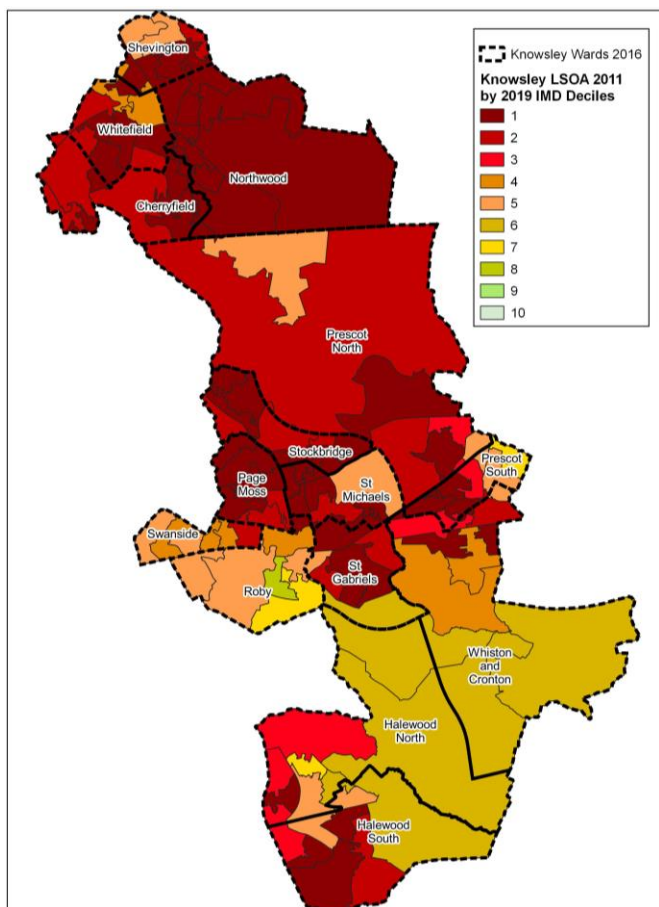 Knowsley Wards 2016
Knowsley LSOA 2011
by 2019 IMD Deciles
1
2
3
4
5
6
7
8
9
10
Shevington
Whitefield
Northwood
Cherryfield
Prescot
North
Stockbridge
Prescot
South
Page
Moss
St
Michaels
Swanside
St
Gabriels
Roby
Whiston
and
Cronton
Halewood
North
Halewood
South